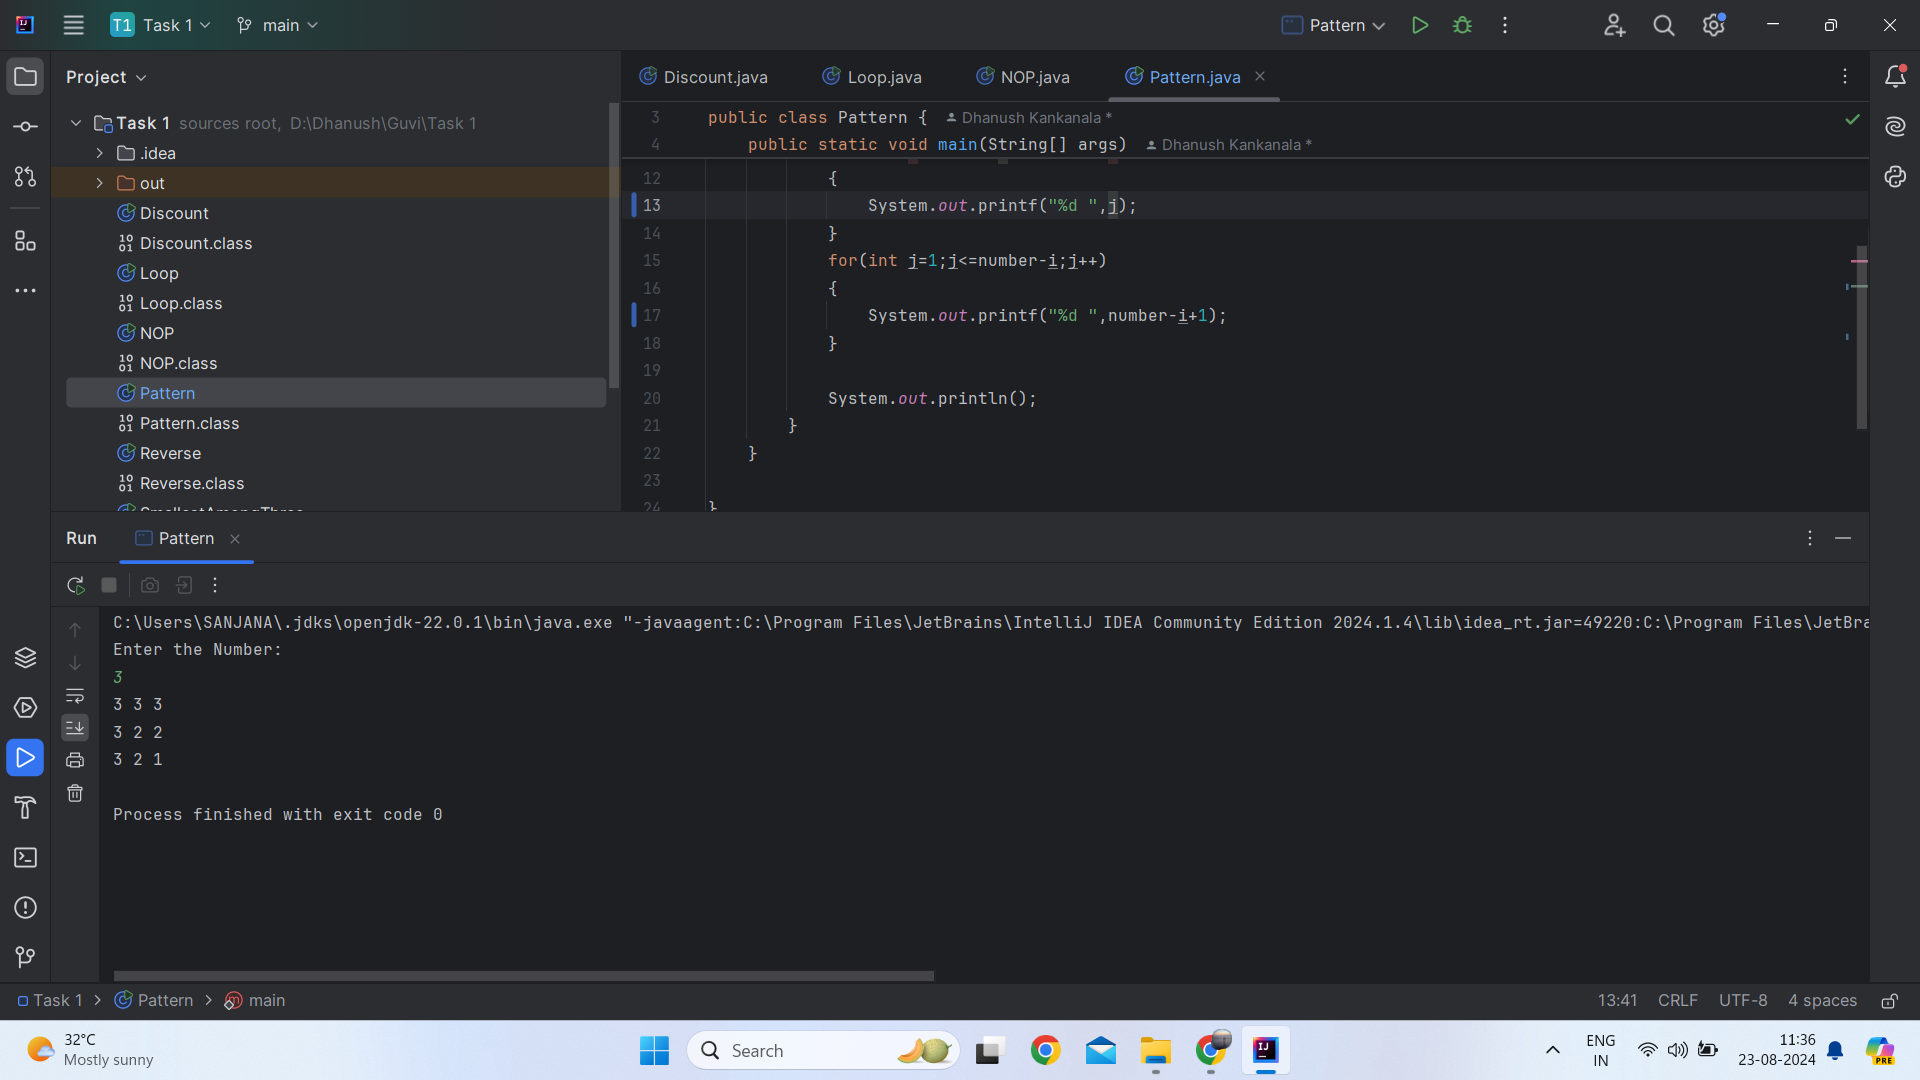 T1 Task 1 main Pattern
Project
Task 1 sources root, D:\Dhanush\Guvi\Task 1
.idea
out
Discount
Discount.class
Loop
Loop.class
NOP
NOP.class
Pattern
Pattern.class
Reverse
Reverse.class
SmallestAmongThree
Discount.java Loop.java NOP.java Pattern.java
3 public class Pattern { Dhanush Kankanala *
4 public static void main(String[] args) Dhanush Kankanala *
12 {
13 System.out.printf("%d ",j);
14 }
15 for(int j=1;j<=number-i;j++)
16 {
17 System.out.printf("%d ",number-i+1);
18 }
19
20 System.out.println();
21 }
22 }
23
24 }
Run Pattern
C:\Users\SANJANA\.jdks\openjdk-22.0.1\bin\java.exe "-javaagent:C:\Program Files\JetBrains\IntelliJ IDEA Community Edition 2024.1.4\lib\idea_rt.jar=49220:C:\Program Files\JetBra
Enter the Number:
3
3 3 3
3 2 2
3 2 1
Process finished with exit code 0
Task 1 > Pattern > main 13:41 CRLF UTF-8 4 spaces
32°C
Mostly sunny
Search
ENG
IN
11:36
23-08-2024
PRE